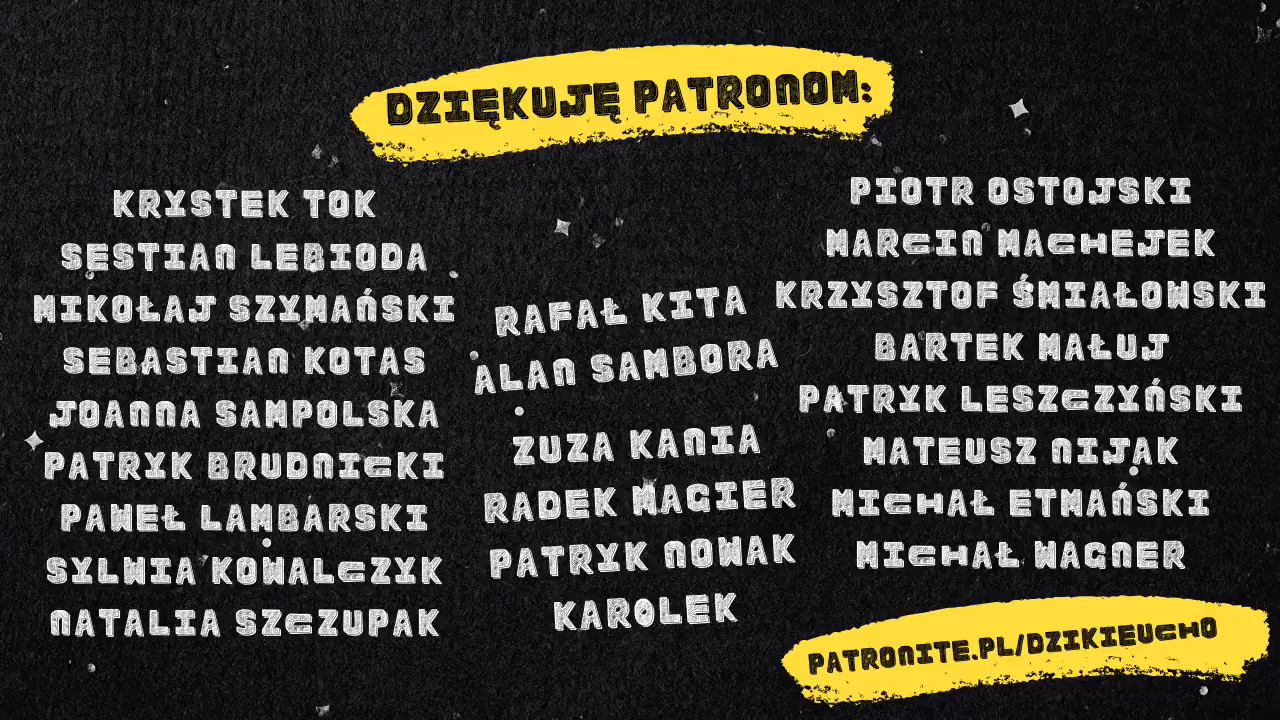 DZIĘKUJĘ PATRONOM:
KRYSTEK TOK
SESTIAN LEBIODA
MIKOŁAJ SZYMAŃSKI
SEBASTIAN KOTAS
JOANNA SAMPOLSKA
PATRYK BRUDNICKI
PAWEŁ LAMBARSKI
SYLWIA KOWALCZYK
NATALIA SZCZUPAK
RAFAŁ KITA
ALAN SAMBORA
ZUZA KANIA
RADEK MAGIER
PATRYK NOWAK
KAROLEK
PIOTR OSTOJSKI
MARCIN MACHEJEK
KRZYSZTOF ŚMIAŁOWSKI
BARTEK MAŁUJ
PATRYK LESZCZYŃSKI
MATEUSZ NIJAK
MICHAŁ ETMAŃSKI
MICHAŁ WAGNER
PATRONITE.PL/DZIKIEUCHO